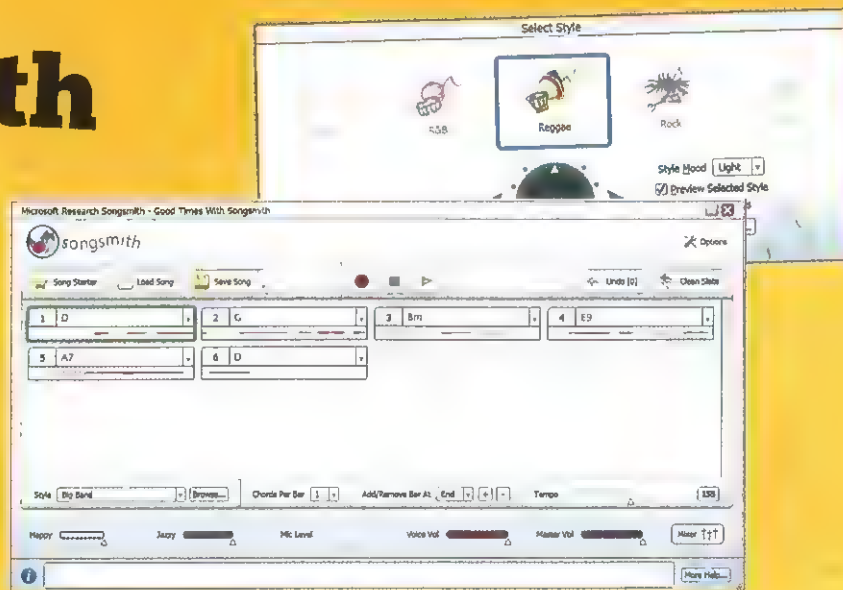 th
Select Style
R&B
Reggae
Rock
Style Mood Light
Preview Selected Style
Microsoft Research Songsmith - Good Times With Songsmith
songsmith
Options
Song Starter Load Song Save Song Undo [0] Clean Slate
1 D 2 G 3 Bm 4 E9
5 A7 6 D
Style Big Band Browse... Chords Per Bar 1 Add/Remove Bar At End + - Tempo 158
Happy Jazzy Mic Level Voice Vol Master Vol Mixer
i More Help...